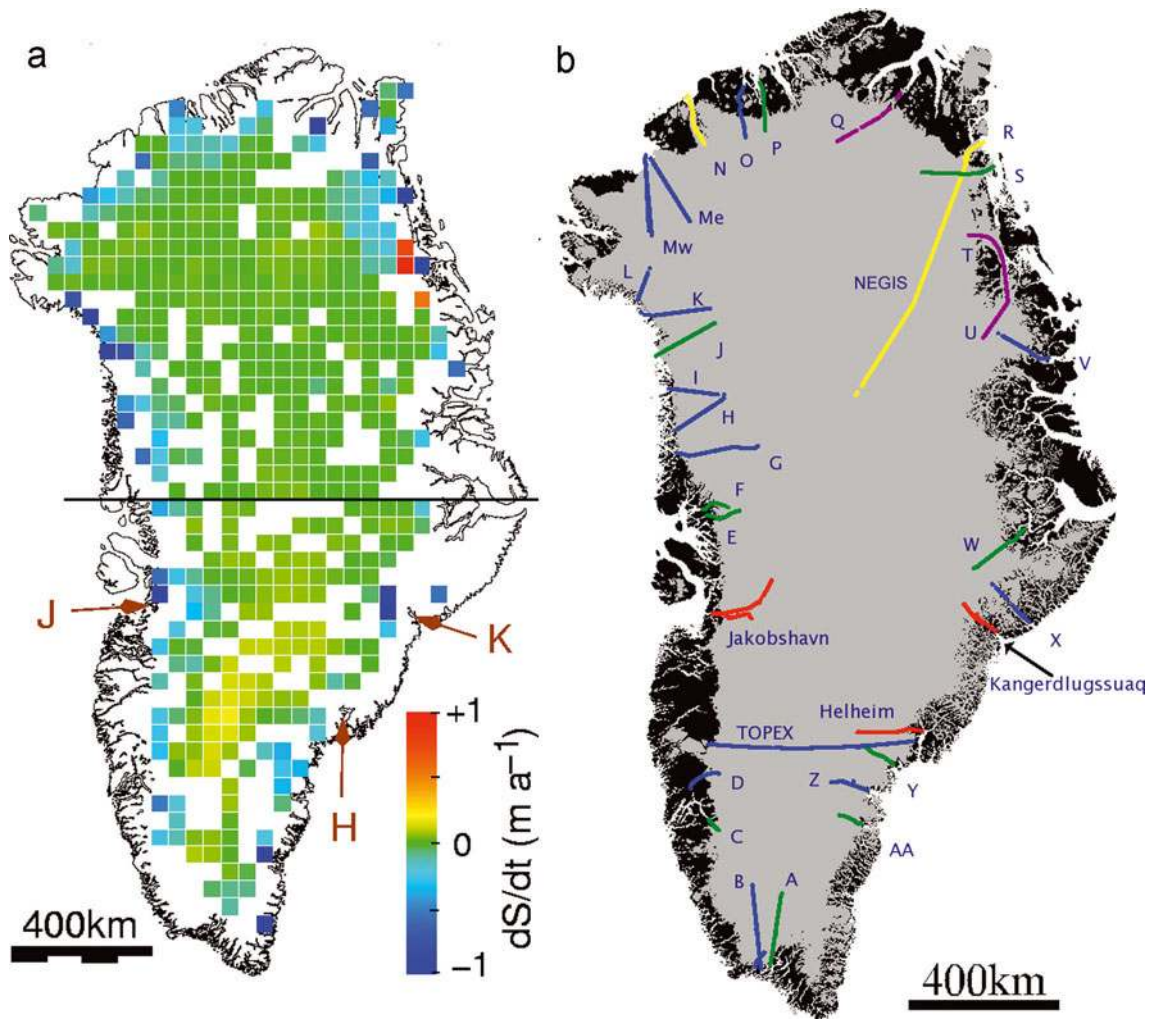 a
J
K
H
400km
+1
0
−1
dS/dt (m a⁻¹)
b
N
O
P
Q
R
S
Me
Mw
L
K
J
NEGIS
T
U
V
I
H
G
F
E
W
X
Jakobshavn
Kangerdlugssuaq
Helheim
TOPEX
D
Z
Y
C
AA
B
A
400km